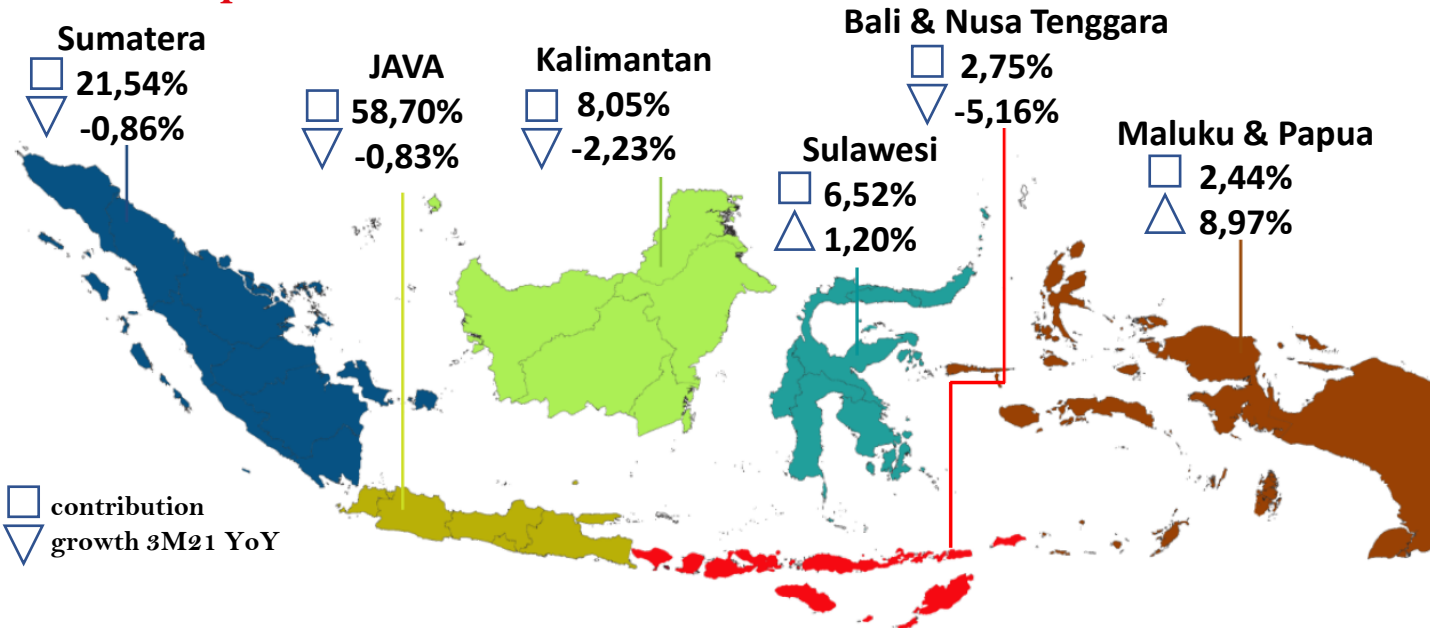 Sumatera
21,54%
-0,86%
JAVA
58,70%
-0,83%
Kalimantan
8,05%
-2,23%
Sulawesi
6,52%
1,20%
Bali & Nusa Tenggara
2,75%
-5,16%
Maluku & Papua
2,44%
8,97%
contribution
growth 3M21 YoY